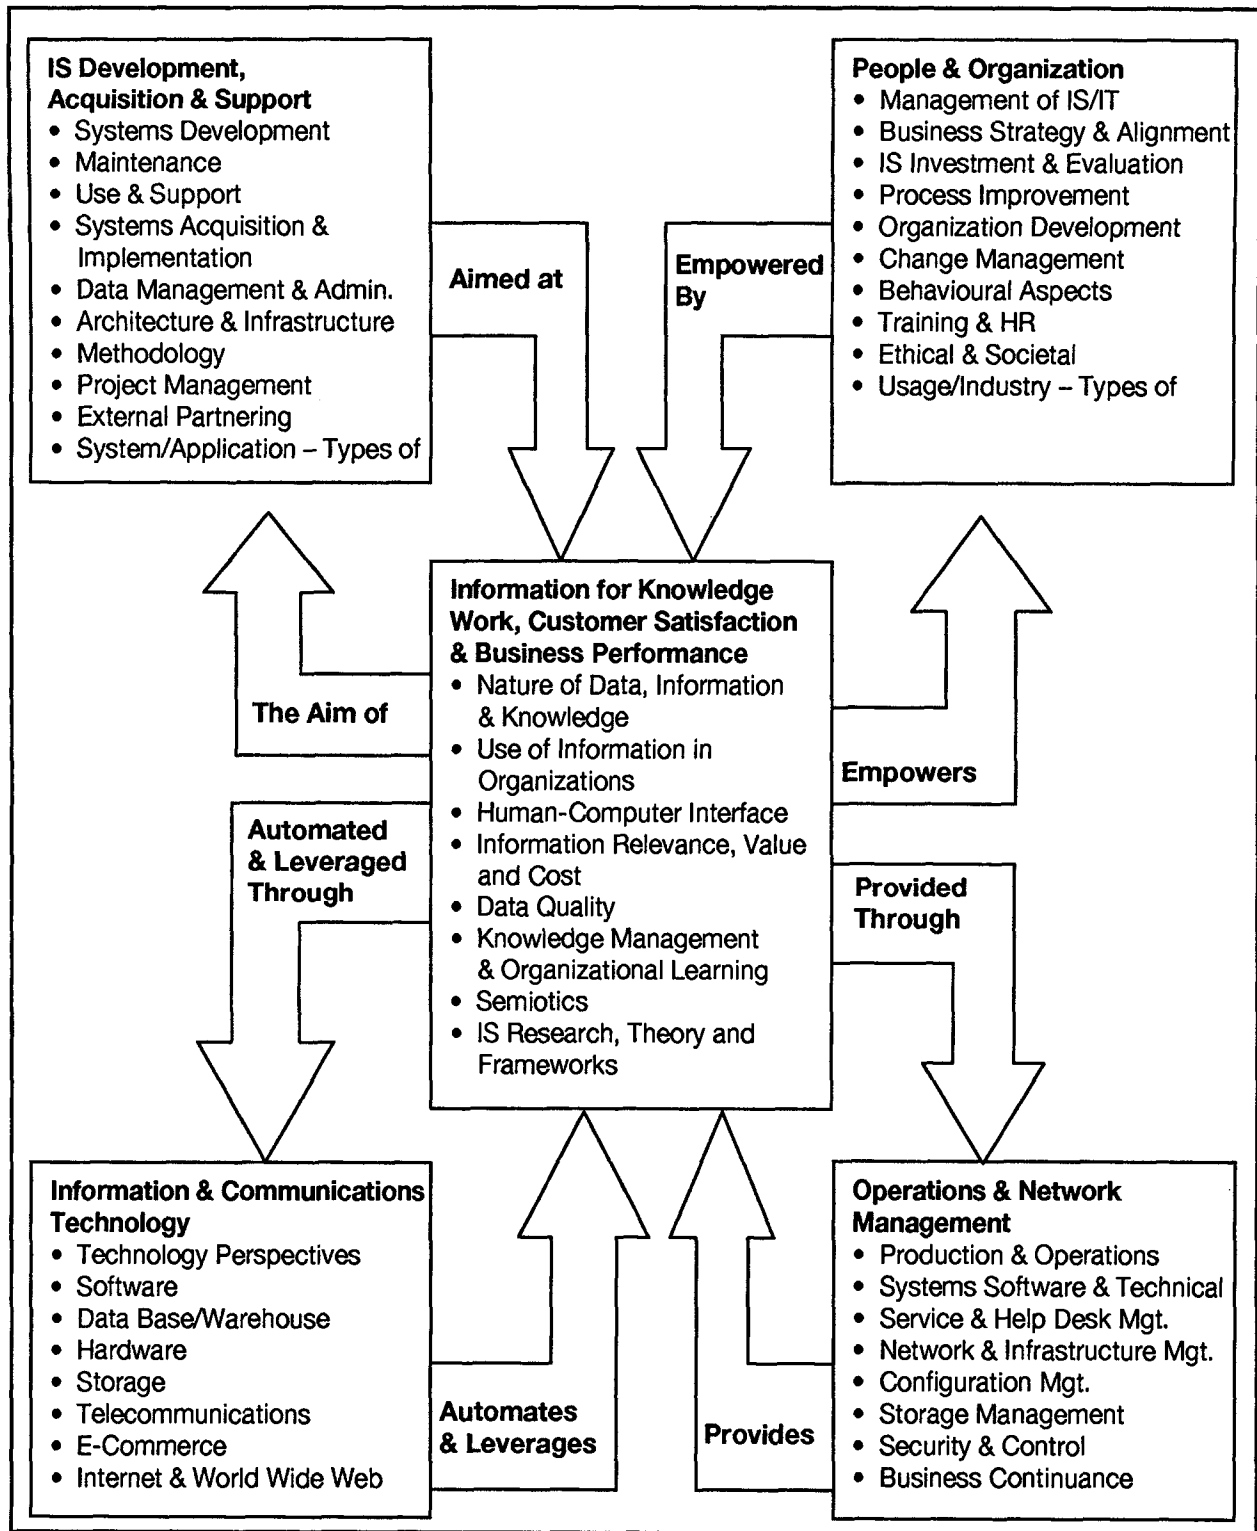 IS Development,
Acquisition & Support
• Systems Development
• Maintenance
• Use & Support
• Systems Acquisition &
Implementation
• Data Management & Admin.
• Architecture & Infrastructure
• Methodology
• Project Management
• External Partnering
• System/Application – Types of
People & Organization
• Management of IS/IT
• Business Strategy & Alignment
• IS Investment & Evaluation
• Process Improvement
• Organization Development
• Change Management
• Behavioural Aspects
• Training & HR
• Ethical & Societal
• Usage/Industry – Types of
Aimed at
Empowered
By
Information for Knowledge
Work, Customer Satisfaction
& Business Performance
• Nature of Data, Information
& Knowledge
• Use of Information in
Organizations
• Human-Computer Interface
• Information Relevance, Value
and Cost
• Data Quality
• Knowledge Management
& Organizational Learning
• Semiotics
• IS Research, Theory and
Frameworks
The Aim of
Empowers
Automated
& Leveraged
Through
Provided
Through
Information & Communications
Technology
• Technology Perspectives
• Software
• Data Base/Warehouse
• Hardware
• Storage
• Telecommunications
• E-Commerce
• Internet & World Wide Web
Automates
& Leverages
Provides
Operations & Network
Management
• Production & Operations
• Systems Software & Technical
• Service & Help Desk Mgt.
• Network & Infrastructure Mgt.
• Configuration Mgt.
• Storage Management
• Security & Control
• Business Continuance